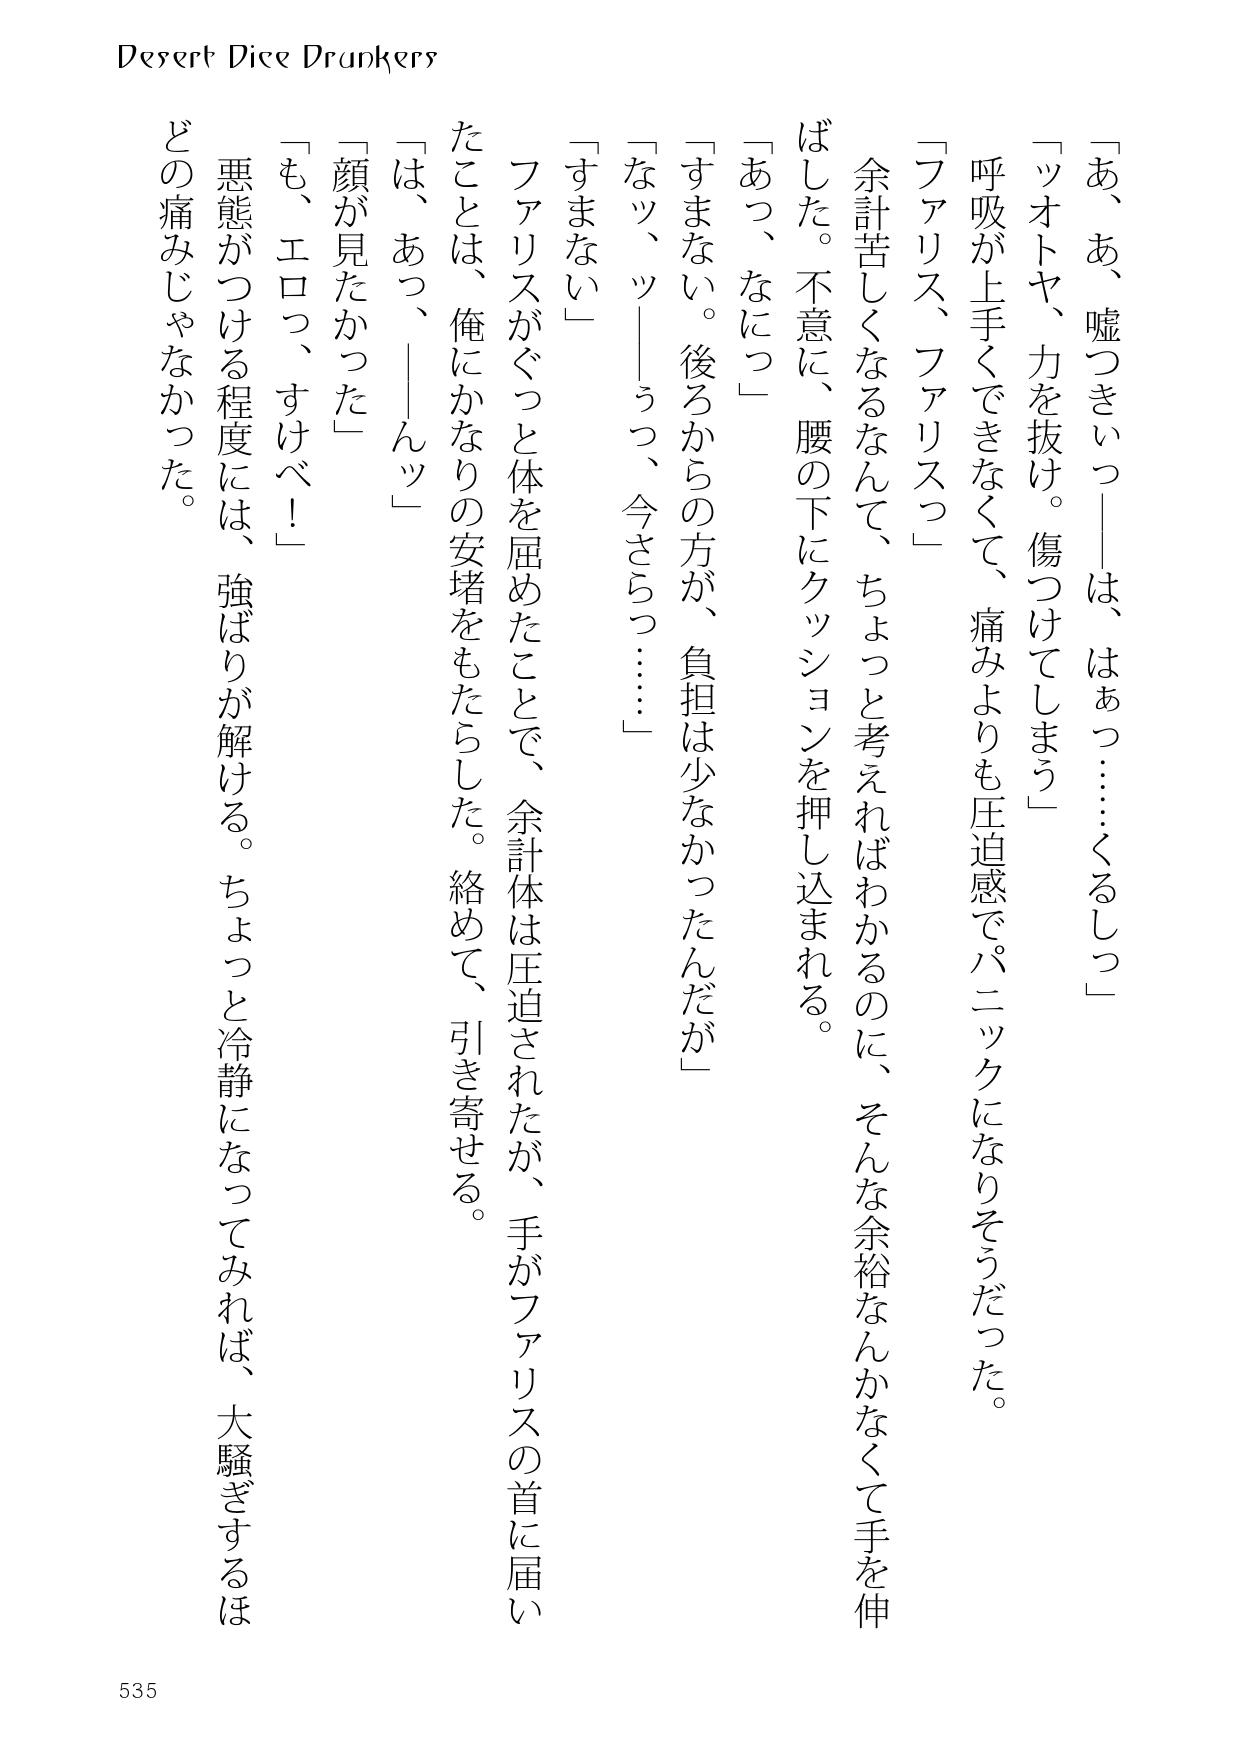 Desert Dice Drunkers
「あ、あ、嘘つきぃっ――は、はぁっ……くるしっ」
「ッオトヤ、力を抜け。傷つけてしまう」
　呼吸が上手くできなくて、痛みよりも圧迫感でパニックになりそうだった。
「ファリス、ファリスっ」
　余計苦しくなるなんて、ちょっと考えればわかるのに、そんな余裕なんかなくて手を伸
ばした。不意に、腰の下にクッションを押し込まれる。
「あっ、なにっ」
「すまない。後ろからの方が、負担は少なかったんだが」
「なッ、ッ――ぅっ、今さらっ……」
「すまない」
　ファリスがぐっと体を屈めたことで、余計体は圧迫されたが、手がファリスの首に届い
たことは、俺にかなりの安堵をもたらした。絡めて、引き寄せる。
「は、あっ、――んッ」
「顔が見たかった」
「も、エロっ、すけべ！」
　悪態がつける程度には、強ばりが解ける。ちょっと冷静になってみれば、大騒ぎするほ
どの痛みじゃなかった。
535